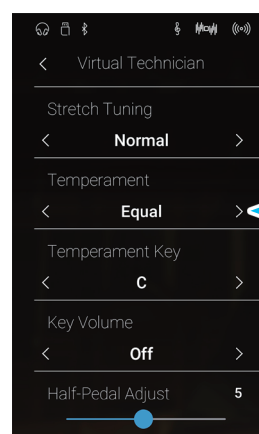 Virtual Technician
Stretch Tuning
Normal
Temperament
Equal
Temperament Key
C
Key Volume
Off
Half-Pedal Adjust 5